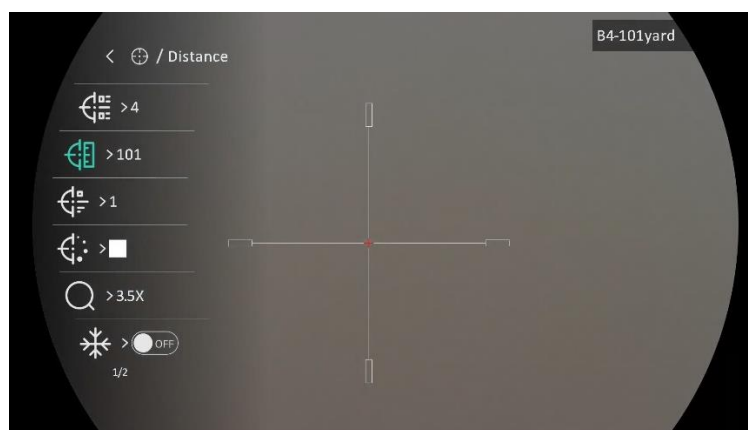 B4-101yard
< / Distance
>4
>101
>1
>
>3.5X
> OFF
1/2